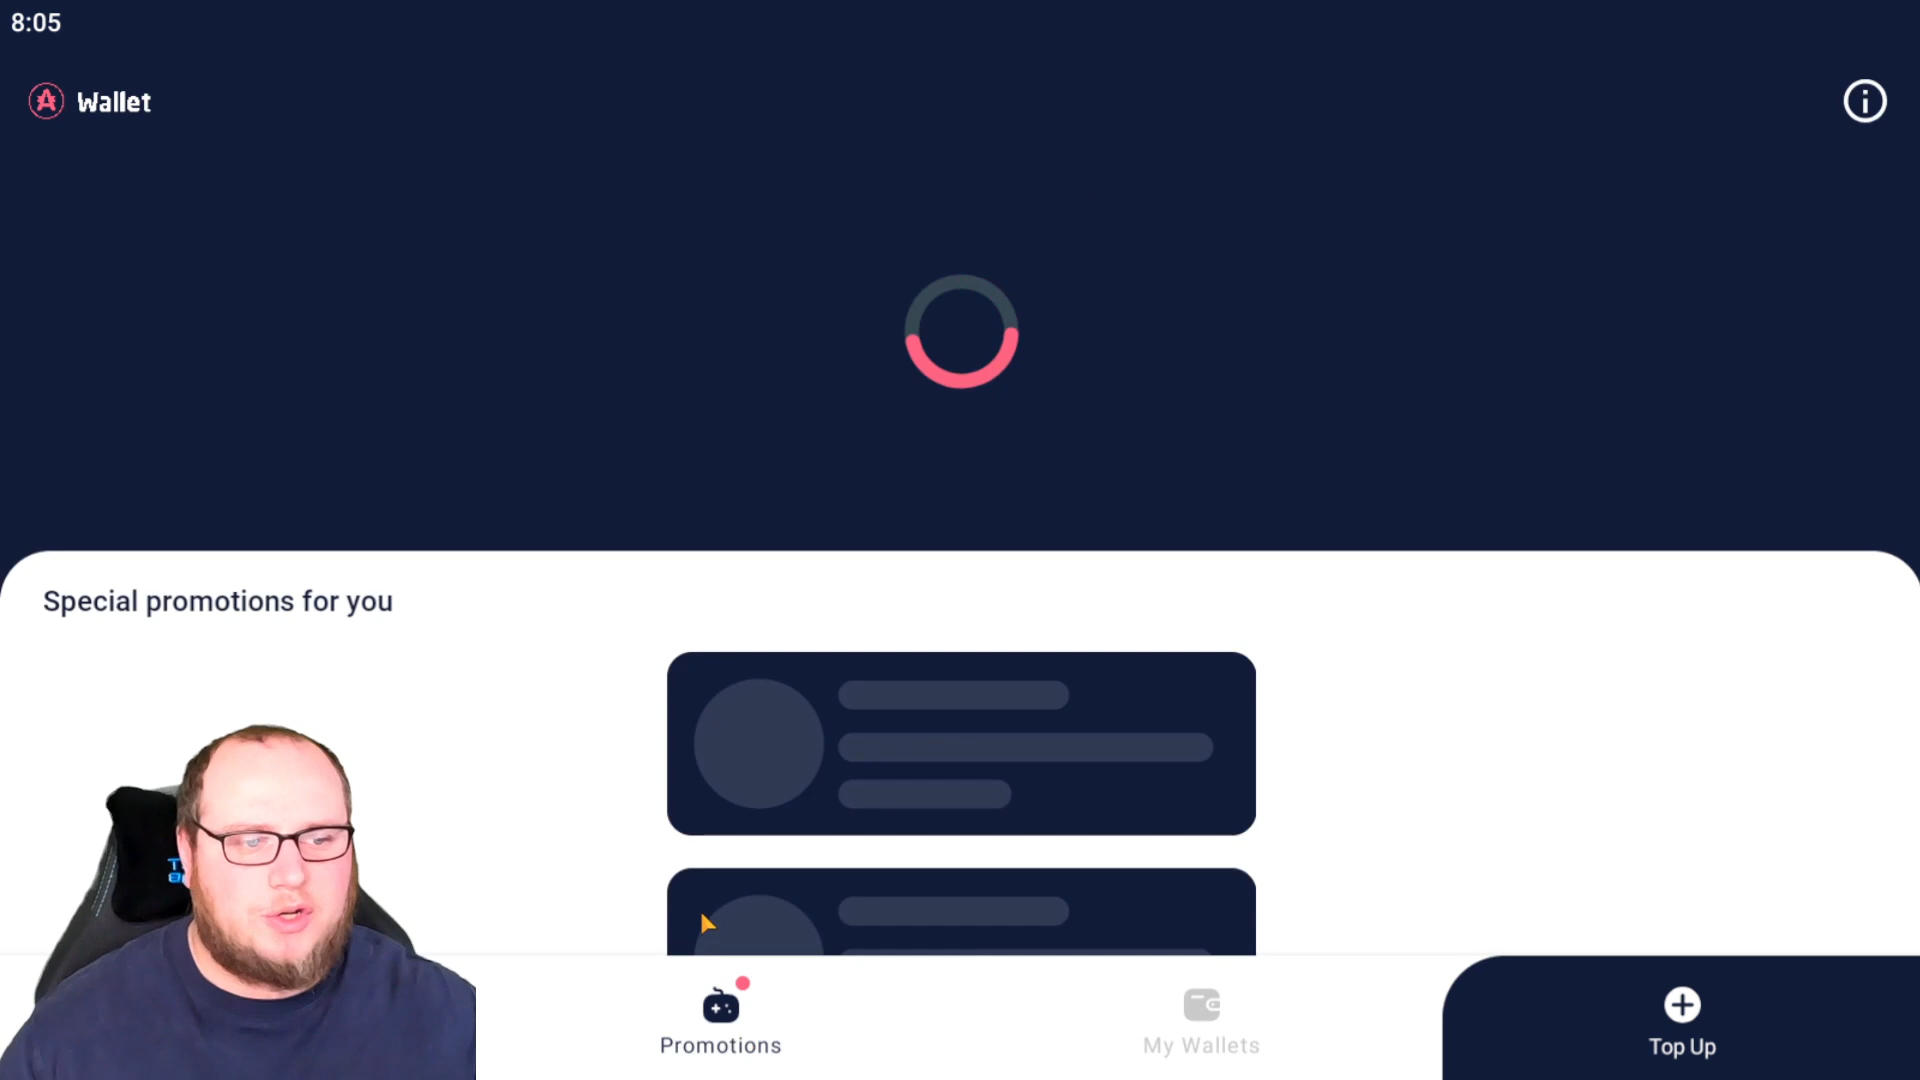 8:05
Wallet
Special promotions for you
Promotions
My Wallets
Top Up